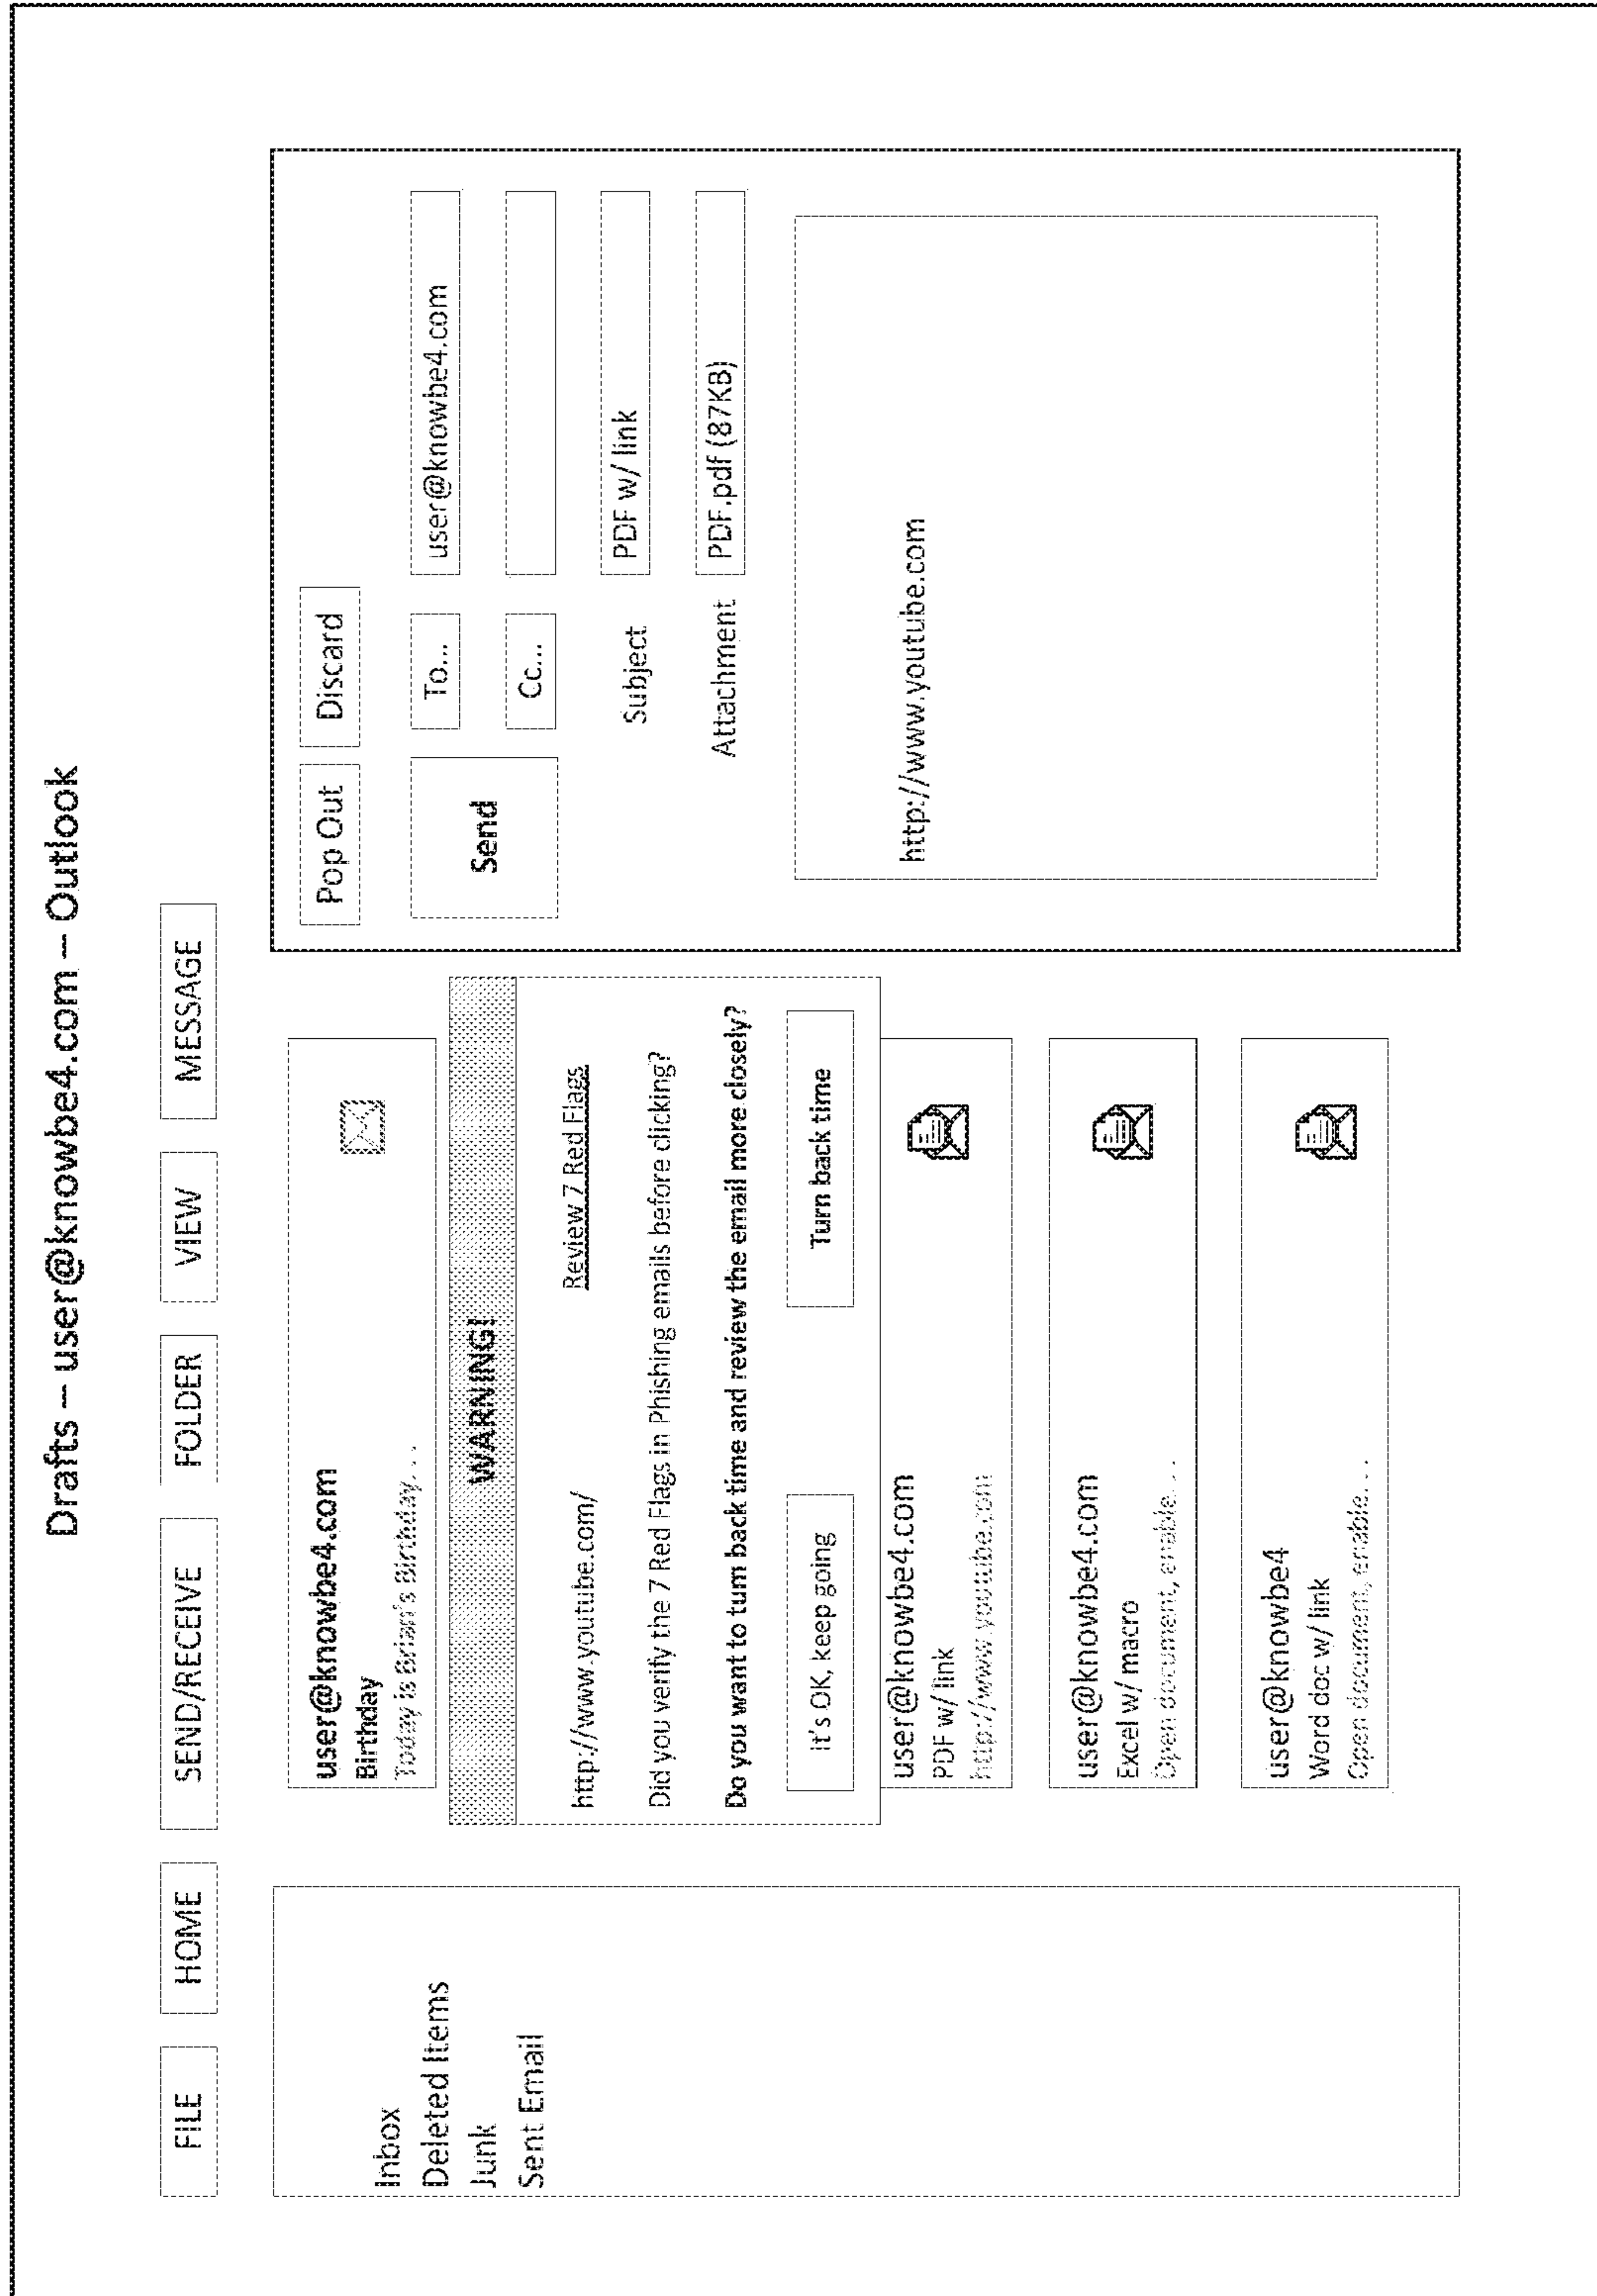 Drafts – user@knowbe4.com – Outlook
FILE HOME SEND/RECEIVE FOLDER VIEW MESSAGE
Inbox
Deleted Items
Junk
Sent Email
user@knowbe4.com
Birthday
Today is Brian's Birthday. . .
WARNING!
http://www.youtube.com/ Review 7 Red Flags
Did you verify the 7 Red Flags in Phishing emails before clicking?
Do you want to turn back time and review the email more closely?
It's OK, keep going Turn back time
user@knowbe4.com
PDF w/ link
http://www.youtube.com
user@knowbe4.com
Excel w/ macro
Open document, enable. . .
user@knowbe4
Word doc w/ link
Open document, enable. . .
Pop Out Discard
Send
To... user@knowbe4.com
Cc...
Subject PDF w/ link
Attachment PDF.pdf (87KB)
http://www.youtube.com